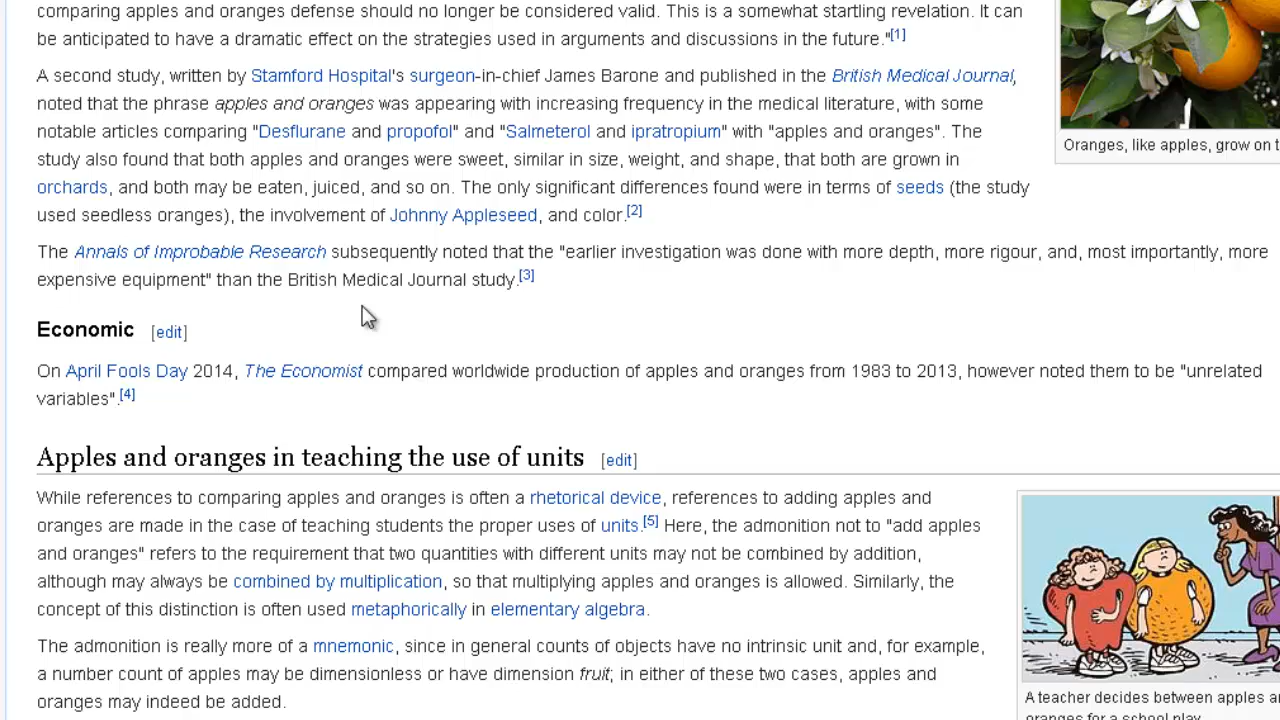 comparing apples and oranges defense should no longer be considered valid. This is a somewhat startling revelation. It can
be anticipated to have a dramatic effect on the strategies used in arguments and discussions in the future."[1]
A second study, written by Stamford Hospital's surgeon-in-chief James Barone and published in the British Medical Journal,
noted that the phrase apples and oranges was appearing with increasing frequency in the medical literature, with some
notable articles comparing "Desflurane and propofol" and "Salmeterol and ipratropium" with "apples and oranges". The
study also found that both apples and oranges were sweet, similar in size, weight, and shape, that both are grown in
orchards, and both may be eaten, juiced, and so on. The only significant differences found were in terms of seeds (the study
used seedless oranges), the involvement of Johnny Appleseed, and color.[2]
Oranges, like apples, grow on t
The Annals of Improbable Research subsequently noted that the "earlier investigation was done with more depth, more rigour, and, most importantly, more
expensive equipment" than the British Medical Journal study.[3]
Economic [edit]
On April Fools Day 2014, The Economist compared worldwide production of apples and oranges from 1983 to 2013, however noted them to be "unrelated
variables".[4]
Apples and oranges in teaching the use of units [edit]
While references to comparing apples and oranges is often a rhetorical device, references to adding apples and
oranges are made in the case of teaching students the proper uses of units.[5] Here, the admonition not to "add apples
and oranges" refers to the requirement that two quantities with different units may not be combined by addition,
although may always be combined by multiplication, so that multiplying apples and oranges is allowed. Similarly, the
concept of this distinction is often used metaphorically in elementary algebra.
The admonition is really more of a mnemonic, since in general counts of objects have no intrinsic unit and, for example,
a number count of apples may be dimensionless or have dimension fruit; in either of these two cases, apples and
oranges may indeed be added.
A teacher decides between apples a
oranges for a school play